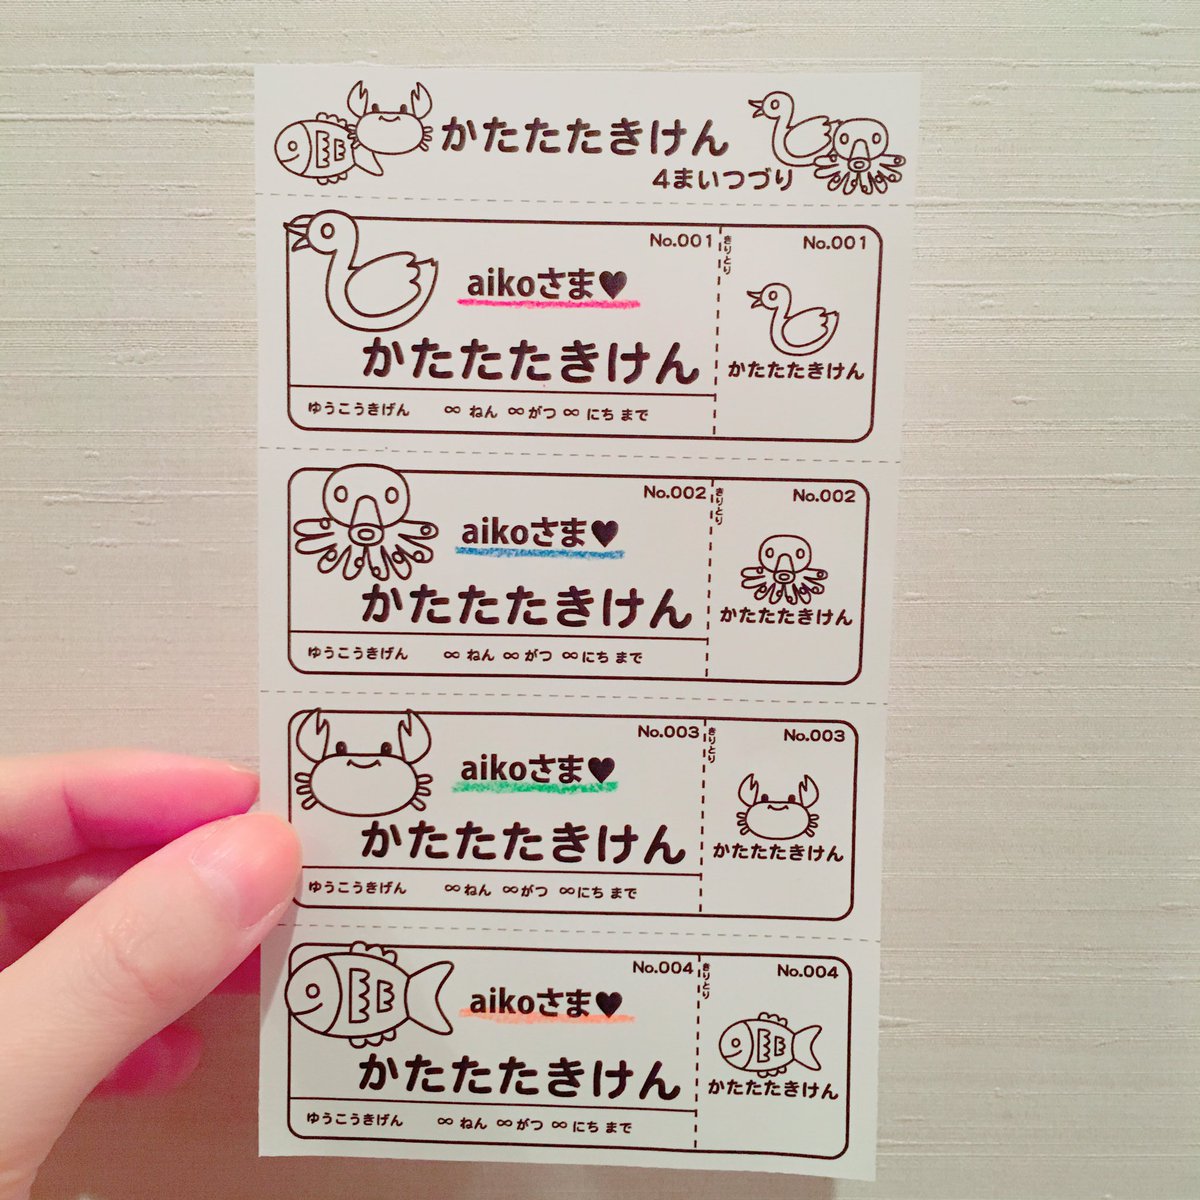 かたたたきけん
4まいつづり
No.001
きりとり
No.001
aikoさま♥
かたたたきけん
かたたたきけん
ゆうこうきげん ∞ ねん ∞ がつ ∞ にち まで
No.002
きりとり
No.002
aikoさま♥
かたたたきけん
かたたたきけん
ゆうこうきげん ∞ ねん ∞ がつ ∞ にち まで
No.003
きりとり
No.003
aikoさま♥
かたたたきけん
かたたたきけん
ゆうこうきげん ∞ ねん ∞ がつ ∞ にち まで
No.004
きりとり
No.004
aikoさま♥
かたたたきけん
かたたたきけん
ゆうこうきげん ∞ ねん ∞ がつ ∞ にち まで